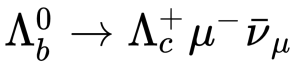 Λ_b^0 → Λ_c^+ μ^- ν̄_μ